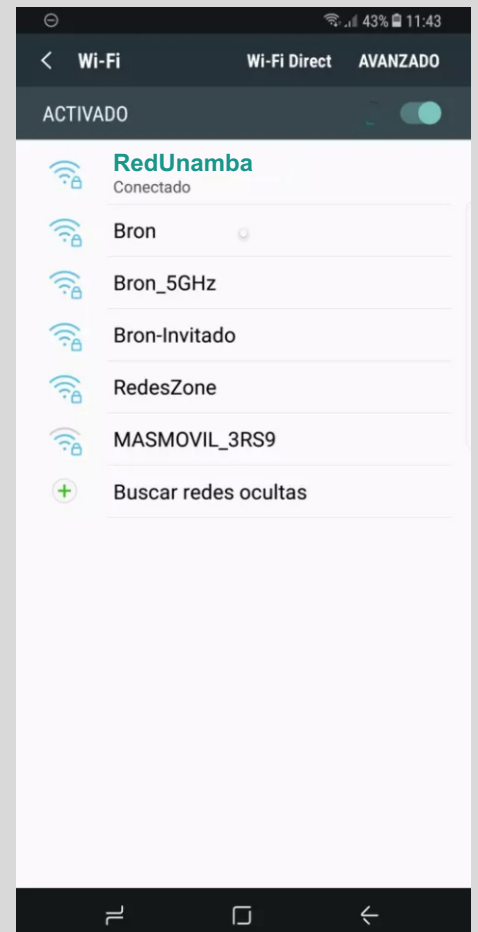 43% 11:43
Wi-Fi Wi-Fi Direct AVANZADO
ACTIVADO
RedUnamba
Conectado
Bron
Bron_5GHz
Bron-Invitado
RedesZone
MASMOVIL_3RS9
Buscar redes ocultas